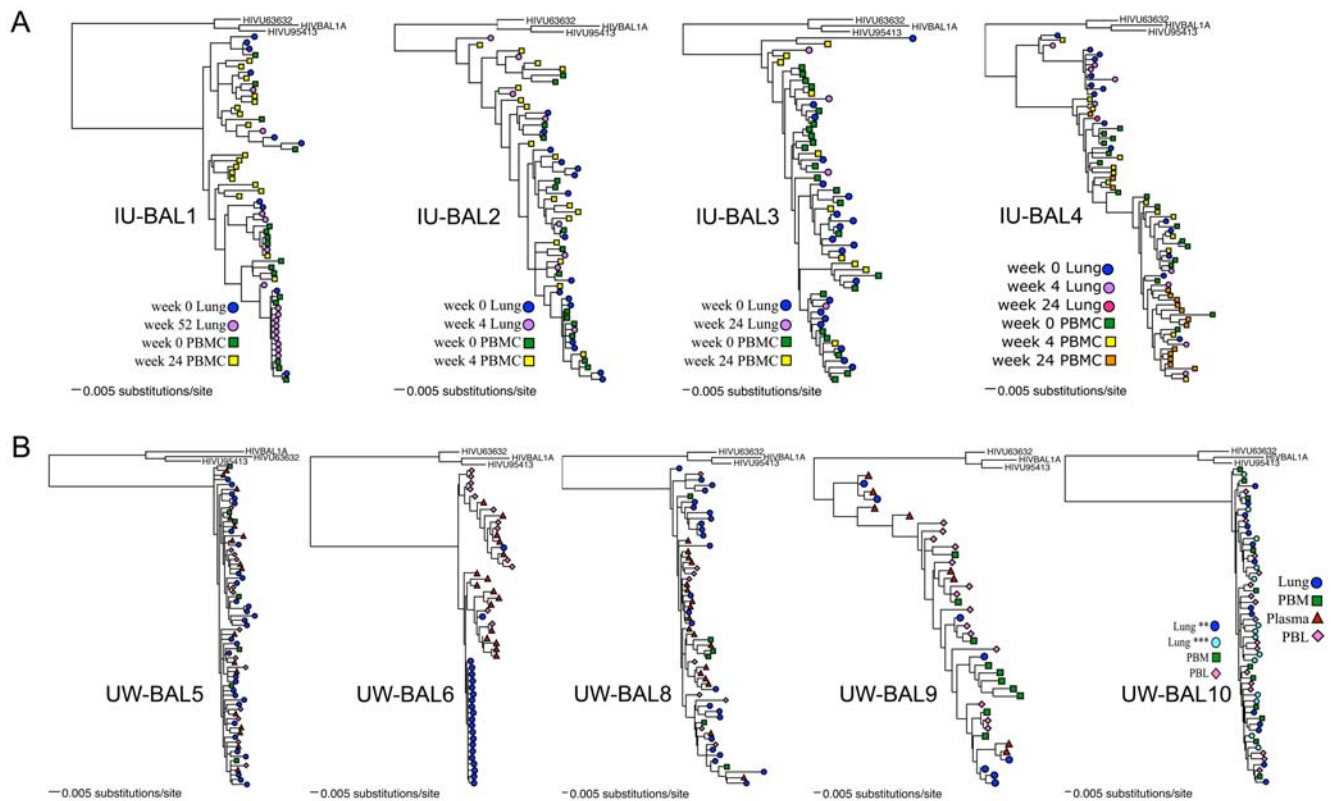 A
HIVU63632
HIVBAL1A
HIVU95413
IU-BAL1
week 0 Lung
week 52 Lung
week 0 PBMC
week 24 PBMC
0.005 substitutions/site
HIVU63632
HIVBAL1A
HIVU95413
IU-BAL2
week 0 Lung
week 4 Lung
week 0 PBMC
week 4 PBMC
0.005 substitutions/site
HIVU63632
HIVBAL1A
HIVU95413
IU-BAL3
week 0 Lung
week 24 Lung
week 0 PBMC
week 24 PBMC
0.005 substitutions/site
HIVU63632
HIVBAL1A
HIVU95413
IU-BAL4
week 0 Lung
week 4 Lung
week 24 Lung
week 0 PBMC
week 4 PBMC
week 24 PBMC
0.005 substitutions/site
B
HIVBAL1A
HIVU63632
HIVU95413
UW-BAL5
0.005 substitutions/site
HIVU63632
HIVBAL1A
HIVU95413
UW-BAL6
0.005 substitutions/site
HIVU63632
HIVBAL1A
HIVU95413
UW-BAL8
0.005 substitutions/site
HIVU63632
HIVBAL1A
HIVU95413
UW-BAL9
0.005 substitutions/site
HIVU63632
HIVBAL1A
HIVU95413
Lung **
Lung ***
PBM
PBL
UW-BAL10
0.005 substitutions/site
Lung
PBM
Plasma
PBL